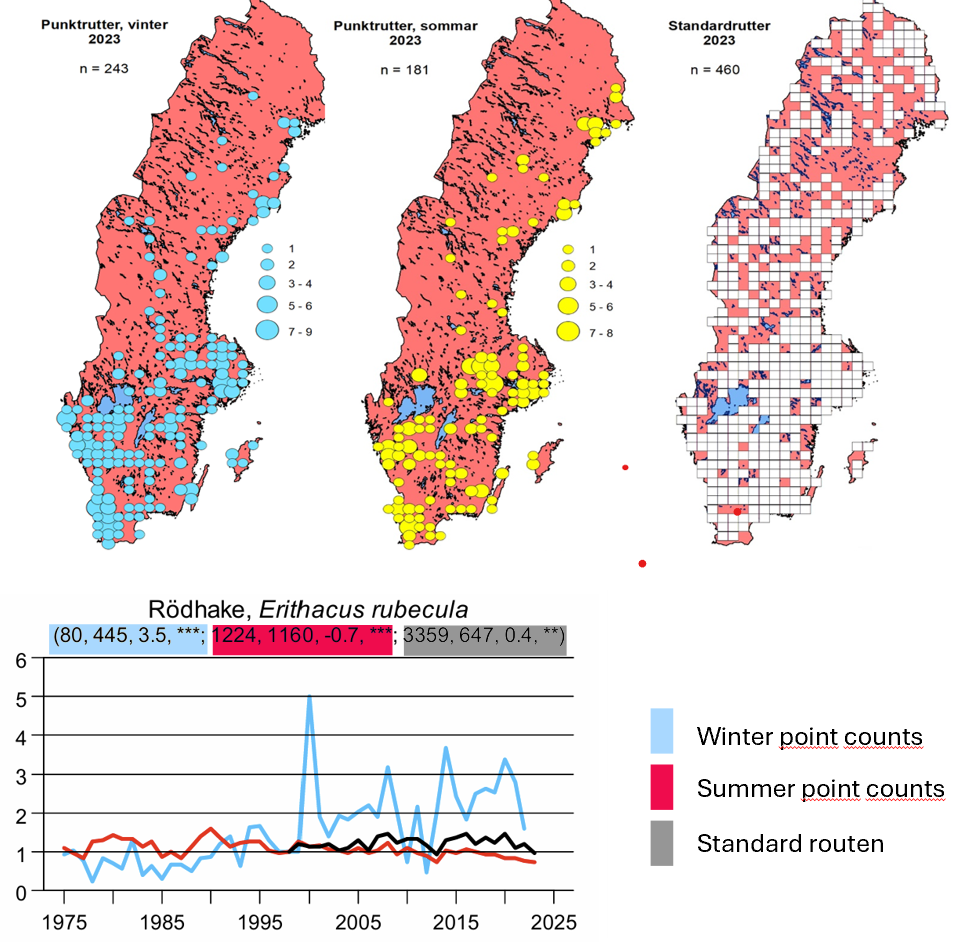 Punktrutter, vinter
2023
n = 243
1
2
3 - 4
5 - 6
7 - 9
Punktrutter, sommar
2023
n = 181
1
2
3 - 4
5 - 6
7 - 8
Standardrutter
2023
n = 460
Rödhake, Erithacus rubecula
(80, 445, 3.5, ***; 1224, 1160, -0.7, ***; 3359, 647, 0.4, **)
6
5
4
3
2
1
0
1975 1985 1995 2005 2015 2025
Winter point counts
Summer point counts
Standard routen